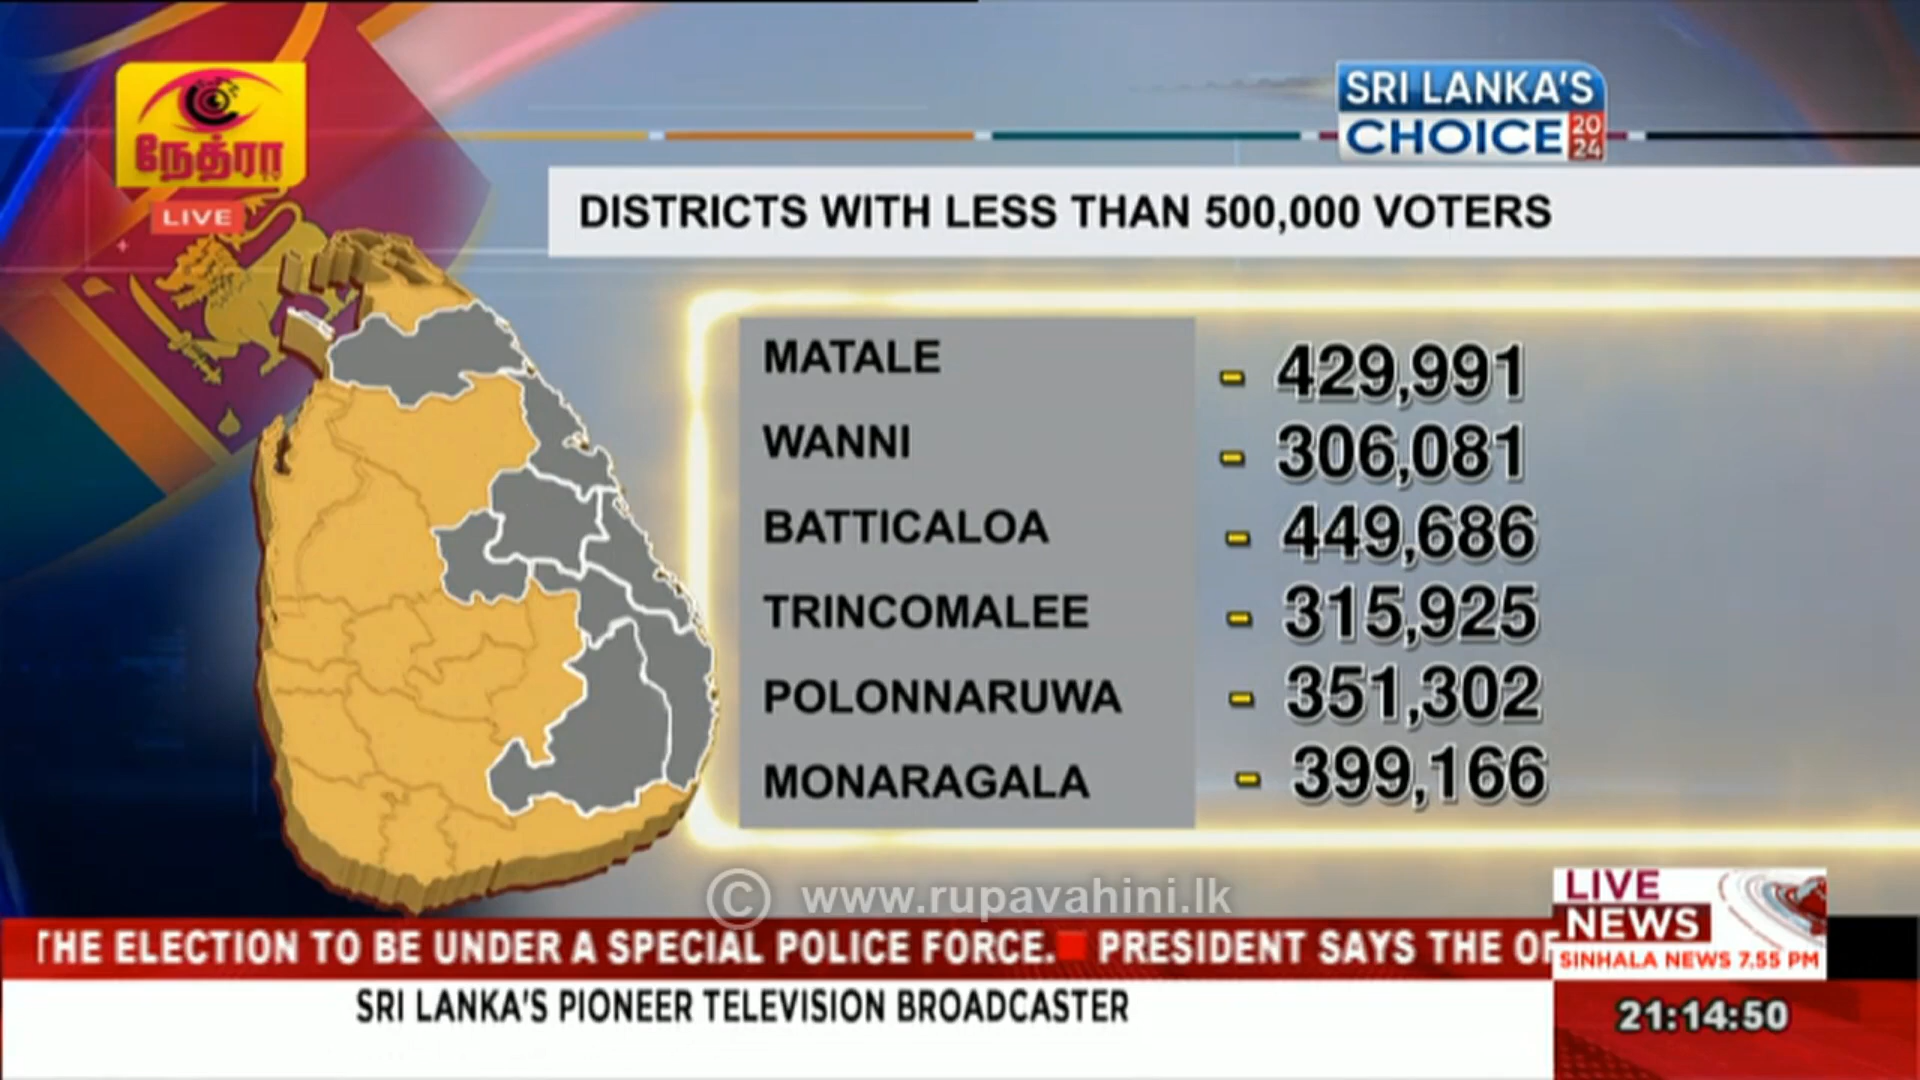 நேத்ரா
LIVE
SRI LANKA'S
CHOICE 2024
DISTRICTS WITH LESS THAN 500,000 VOTERS
MATALE - 429,991
WANNI - 306,081
BATTICALOA - 449,686
TRINCOMALEE - 315,925
POLONNARUWA - 351,302
MONARAGALA - 399,166
© www.rupavahini.lk
THE ELECTION TO BE UNDER A SPECIAL POLICE FORCE. PRESIDENT SAYS THE OF
LIVE
NEWS
SINHALA NEWS 7.55 PM
SRI LANKA'S PIONEER TELEVISION BROADCASTER
21:14:50